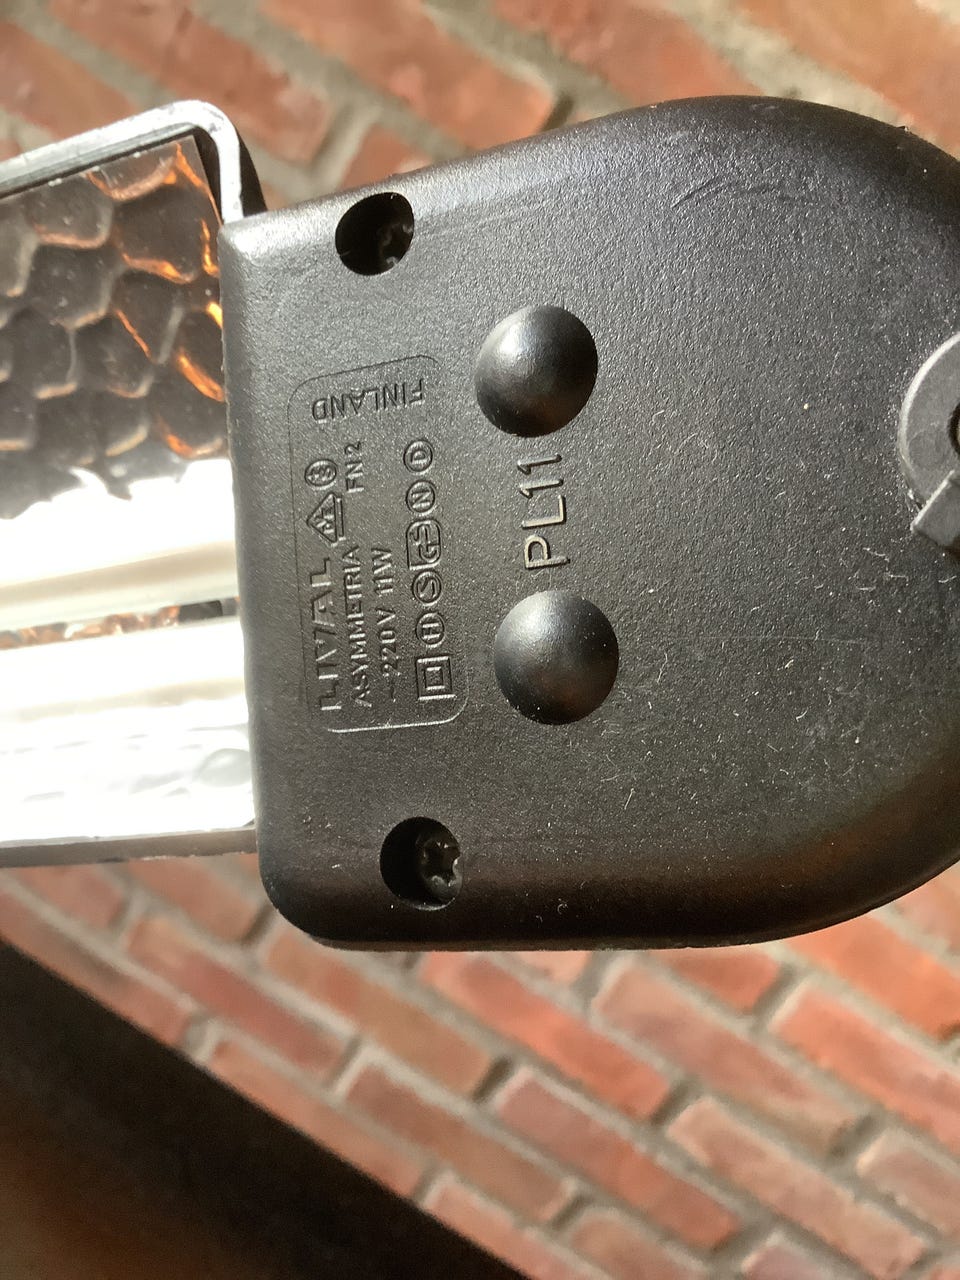 LIVAL
ASYMMETRIA
~220V 11W
FN2
S N D
FINLAND
PL11